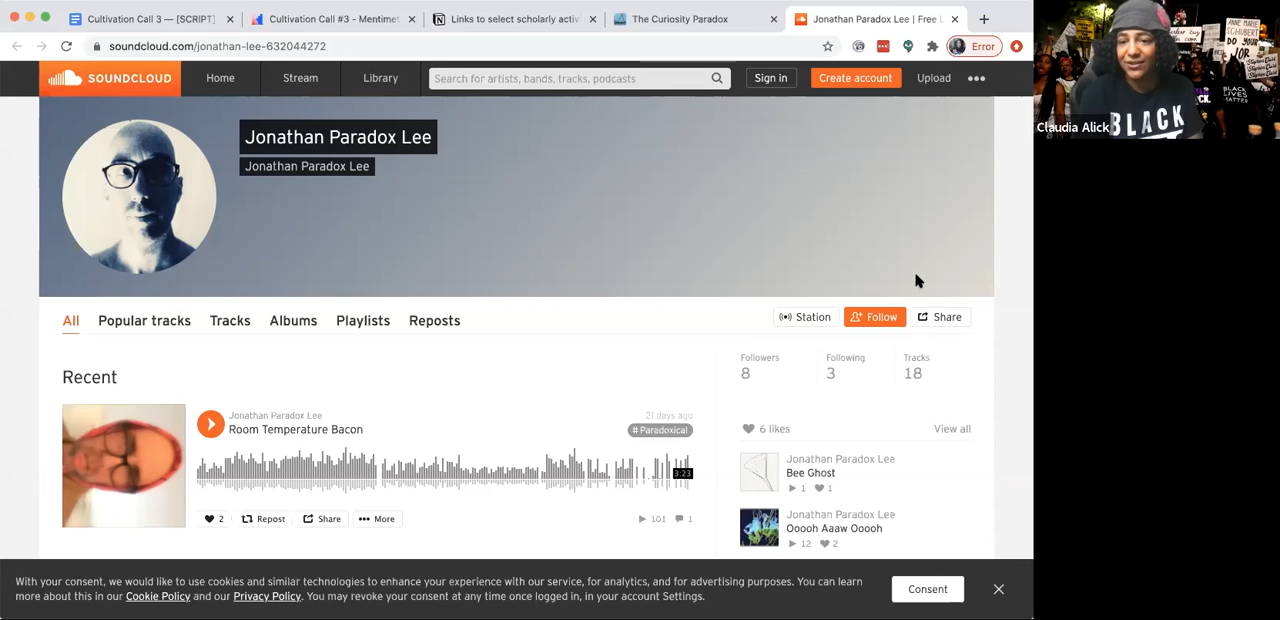 Cultivation Call 3 — [SCRIPT]
Cultivation Call #3 - Mentimet
Links to select scholarly activ
The Curiosity Paradox
Jonathan Paradox Lee | Free L
soundcloud.com/jonathan-lee-632044272
Error
SOUNDCLOUD
Home
Stream
Library
Search for artists, bands, tracks, podcasts
Sign in
Create account
Upload
Jonathan Paradox Lee
Jonathan Paradox Lee
All
Popular tracks
Tracks
Albums
Playlists
Reposts
Station
Follow
Share
Followers
8
Following
3
Tracks
18
Recent
Jonathan Paradox Lee
21 days ago
Room Temperature Bacon
# Paradoxical
3:23
2
Repost
Share
More
101
1
6 likes
View all
Jonathan Paradox Lee
Bee Ghost
1
1
Jonathan Paradox Lee
Ooooh Aaaw Ooooh
12
2
With your consent, we would like to use cookies and similar technologies to enhance your experience with our service, for analytics, and for advertising purposes. You can learn
more about this in our Cookie Policy and our Privacy Policy. You may revoke your consent at any time once logged in, in your account Settings.
Consent
ANNE MARIE
SCHUBERT
DO YOUR
JOB
BLACK
LIVES
MATTER
Claudia Alick
BLACK